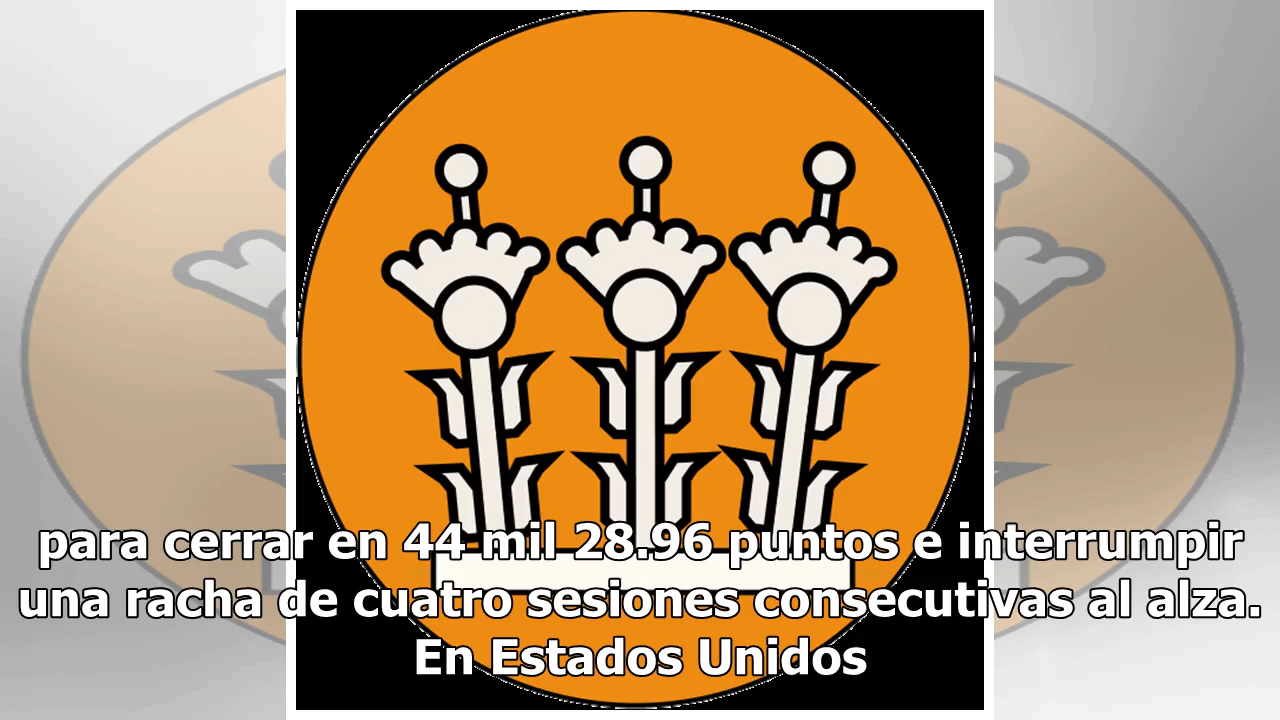 para cerrar en 44 mil 28.96 puntos e interrumpir
una racha de cuatro sesiones consecutivas al alza.
En Estados Unidos